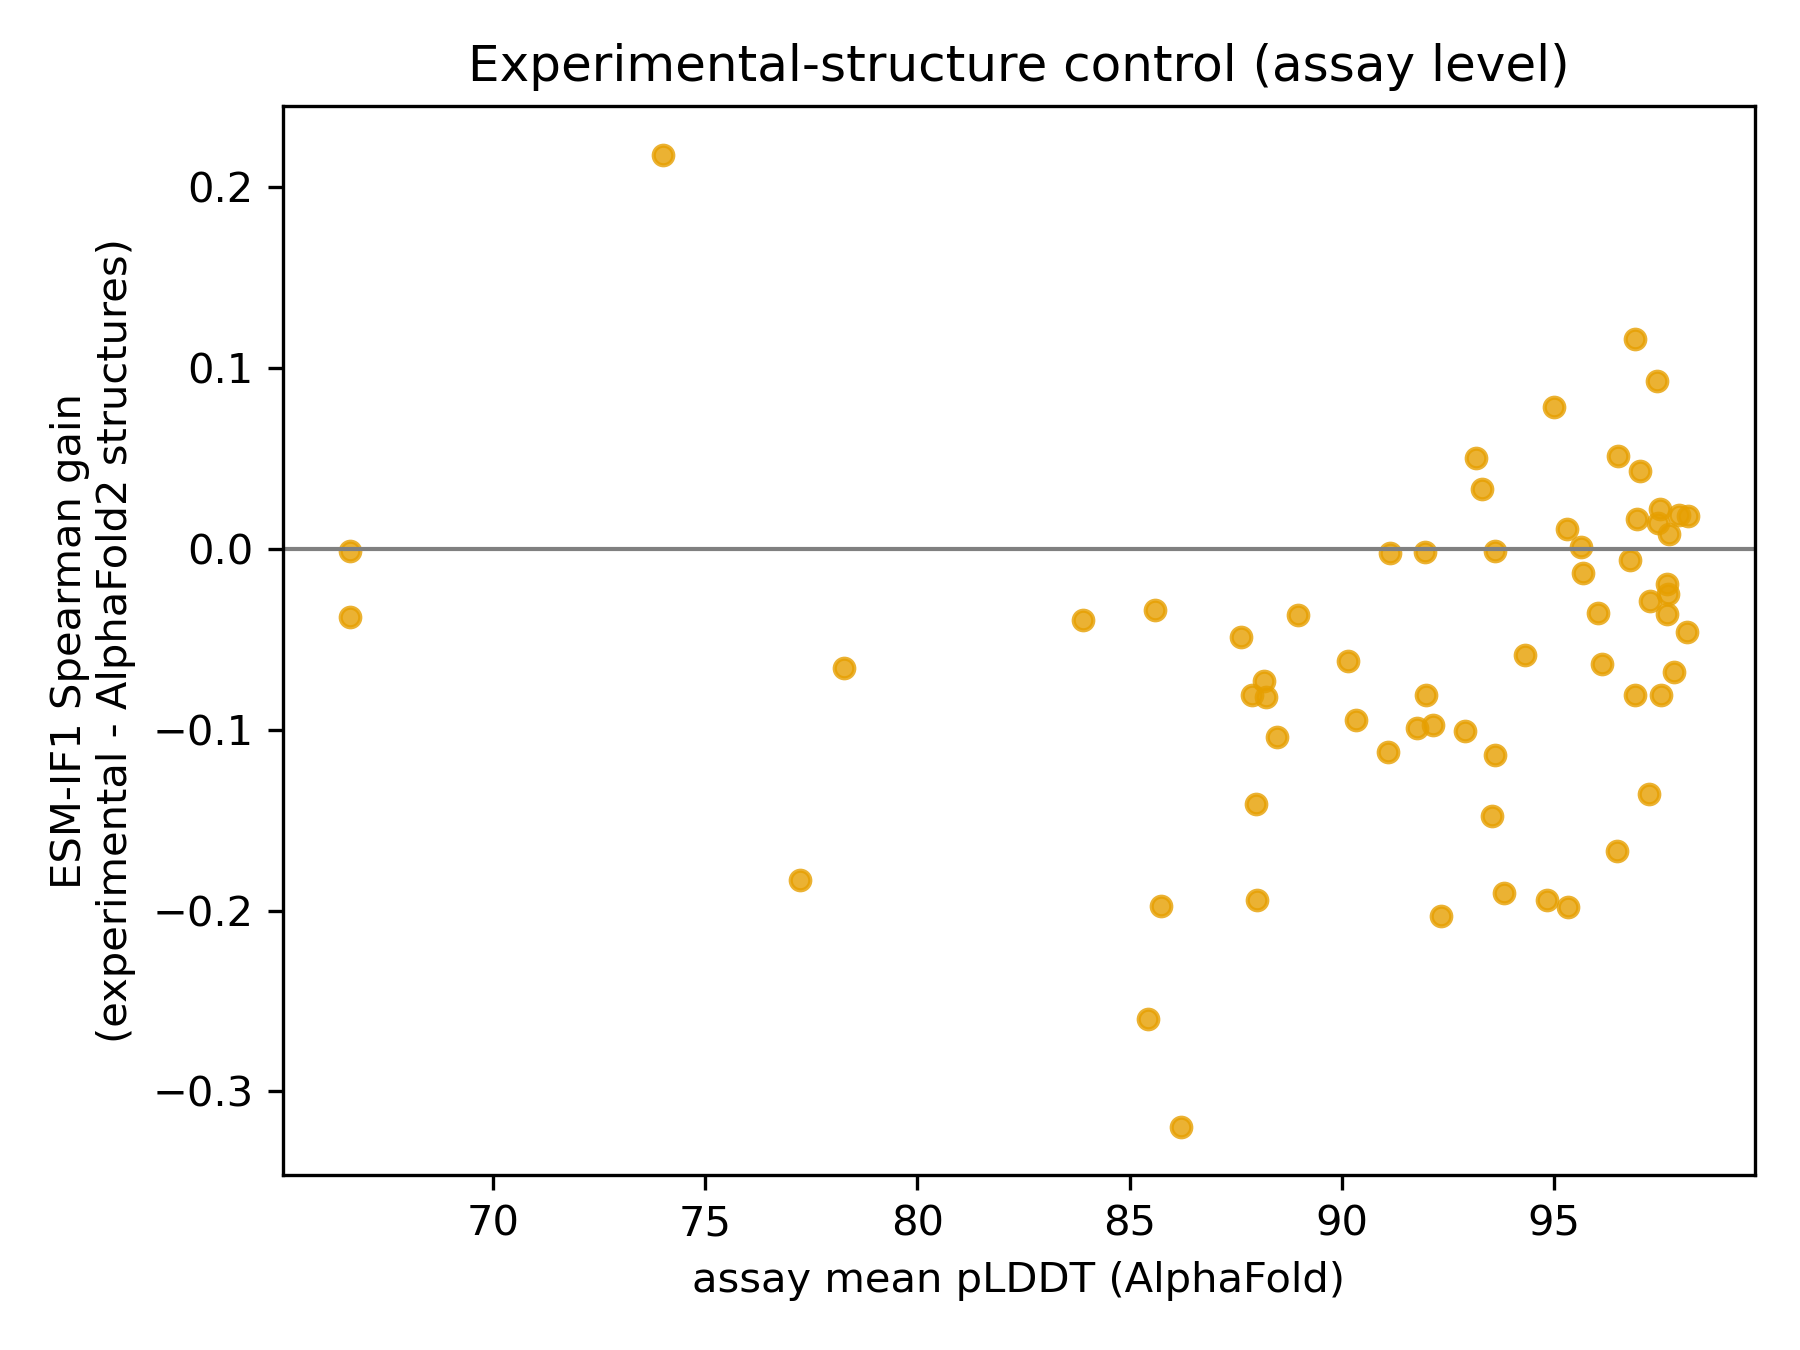 Experimental-structure control (assay level)
ESM-IF1 Spearman gain
(experimental - AlphaFold2 structures)
0.2
0.1
0.0
−0.1
−0.2
−0.3
70 75 80 85 90 95
assay mean pLDDT (AlphaFold)